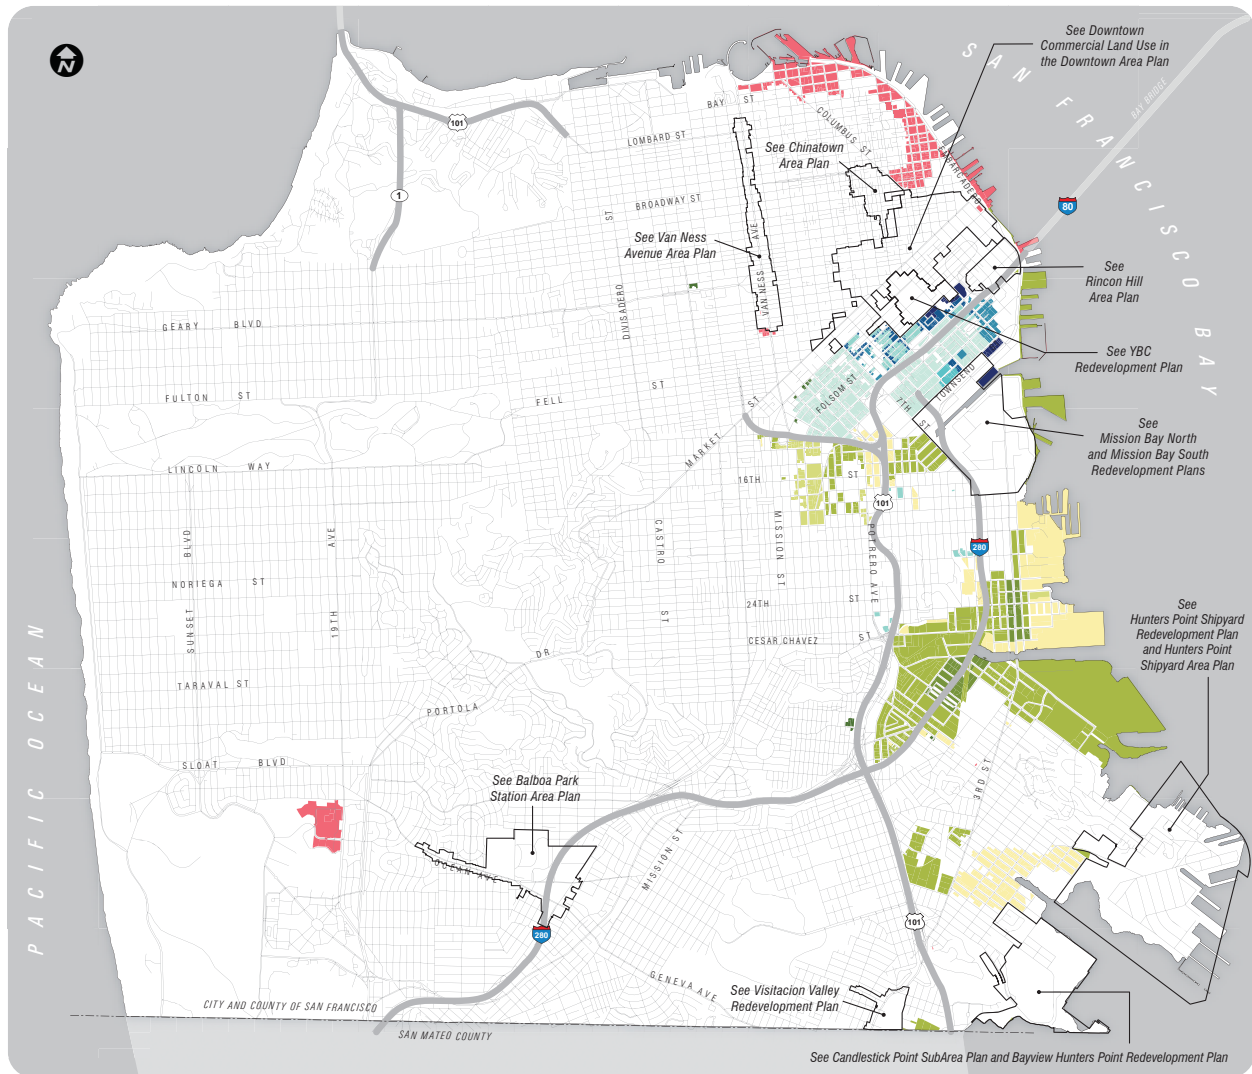 N
See Downtown
Commercial Land Use in
the Downtown Area Plan
SAN FRANCISCO BAY
BAY BRIDGE
BAY ST
COLUMBUS ST
LOMBARD ST
101
See Chinatown
Area Plan
EMBARCADERO
1
80
BROADWAY ST
DIVISADERO ST
See Van Ness
Avenue Area Plan
VAN NESS AVE
See
Rincon Hill
Area Plan
GEARY BLVD
See YBC
Redevelopment Plan
FOLSOM ST
TOWNSEND
7TH ST
FULTON ST
FELL ST
MARKET ST
See
Mission Bay North
and Mission Bay South
Redevelopment Plans
LINCOLN WAY
16TH ST
101
SUNSET BLVD
19TH AVE
CASTRO ST
MISSION ST
POTRERO AVE
280
NORIEGA ST
24TH ST
CESAR CHAVEZ ST
See
Hunters Point Shipyard
Redevelopment Plan
and Hunters Point
Shipyard Area Plan
PACIFIC OCEAN
TARAVAL ST
PORTOLA DR
SLOAT BLVD
3RD ST
See Balboa Park
Station Area Plan
MISSION ST
OCEAN AVE
101
280
GENEVA AVE
See Visitacion Valley
Redevelopment Plan
CITY AND COUNTY OF SAN FRANCISCO
SAN MATEO COUNTY
See Candlestick Point SubArea Plan and Bayview Hunters Point Redevelopment Plan